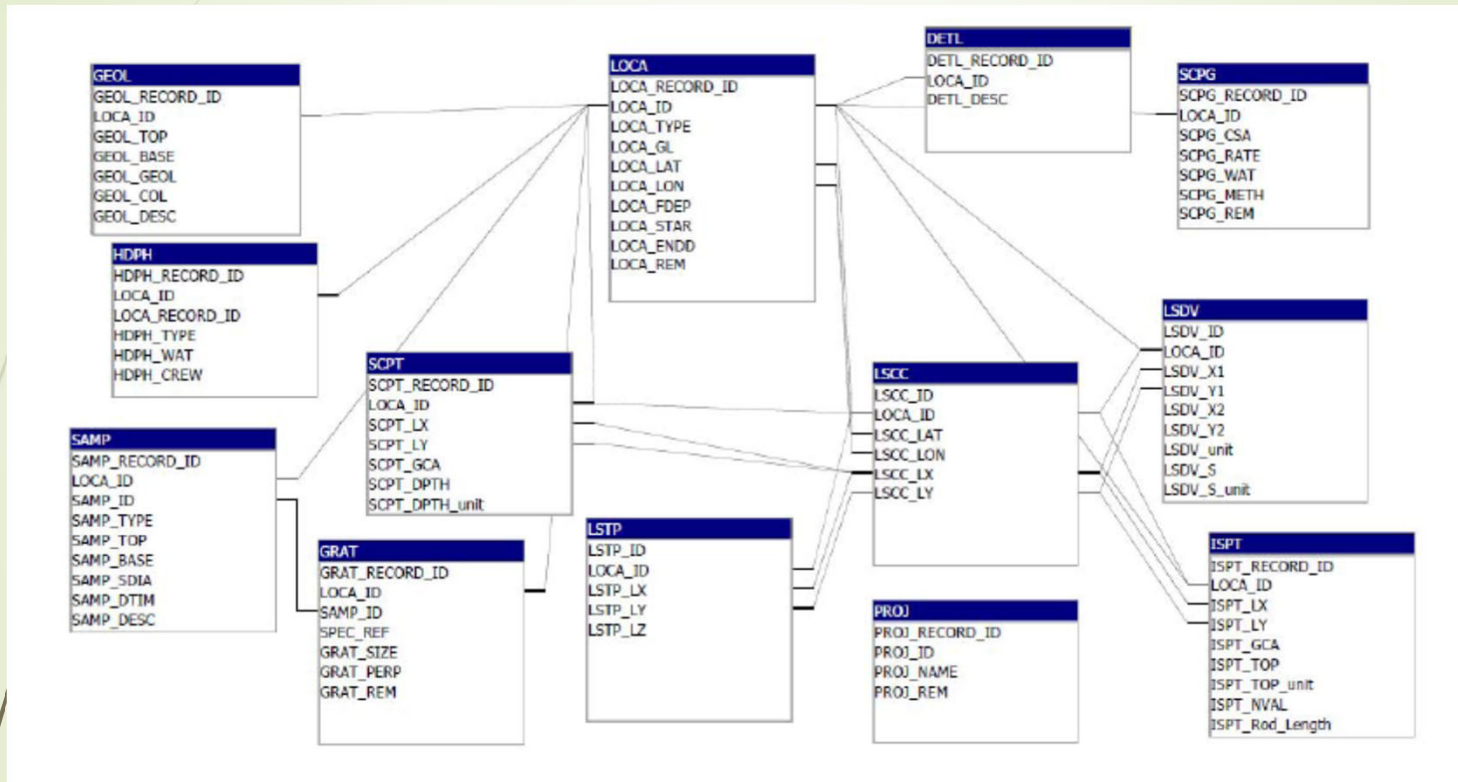 GEOL
GEOL_RECORD_ID
LOCA_ID
GEOL_TOP
GEOL_BASE
GEOL_GEOL
GEOL_COL
GEOL_DESC
HDPH
HDPH_RECORD_ID
LOCA_ID
LOCA_RECORD_ID
HDPH_TYPE
HDPH_WAT
HDPH_CREW
SAMP
SAMP_RECORD_ID
LOCA_ID
SAMP_ID
SAMP_TYPE
SAMP_TOP
SAMP_BASE
SAMP_SDIA
SAMP_DTIM
SAMP_DESC
SCPT
SCPT_RECORD_ID
LOCA_ID
SCPT_LX
SCPT_LY
SCPT_GCA
SCPT_DPTH
SCPT_DPTH_unit
GRAT
GRAT_RECORD_ID
LOCA_ID
SAMP_ID
SPEC_REF
GRAT_SIZE
GRAT_PERP
GRAT_REM
LOCA
LOCA_RECORD_ID
LOCA_ID
LOCA_TYPE
LOCA_GL
LOCA_LAT
LOCA_LON
LOCA_FDEP
LOCA_STAR
LOCA_ENDD
LOCA_REM
LSTP
LSTP_ID
LOCA_ID
LSTP_LX
LSTP_LY
LSTP_LZ
DETL
DETL_RECORD_ID
LOCA_ID
DETL_DESC
LSCC
LSCC_ID
LOCA_ID
LSCC_LAT
LSCC_LON
LSCC_LX
LSCC_LY
PROJ
PROJ_RECORD_ID
PROJ_ID
PROJ_NAME
PROJ_REM
SCPG
SCPG_RECORD_ID
LOCA_ID
SCPG_CSA
SCPG_RATE
SCPG_WAT
SCPG_METH
SCPG_REM
LSDV
LSDV_ID
LOCA_ID
LSDV_X1
LSDV_Y1
LSDV_X2
LSDV_Y2
LSDV_unit
LSDV_S
LSDV_S_unit
ISPT
ISPT_RECORD_ID
LOCA_ID
ISPT_LX
ISPT_LY
ISPT_GCA
ISPT_TOP
ISPT_TOP_unit
ISPT_NVAL
ISPT_Rod_Length